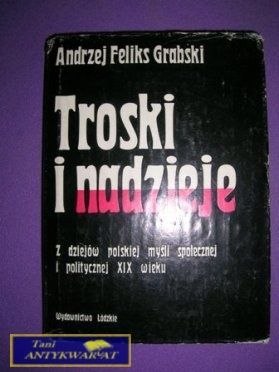 Andrzej Feliks Grabski
Troski
i nadzieje
Z dziejów polskiej myśli społecznej
i politycznej XIX wieku
Wydawnictwo Łódzkie
Tani
ANTYKWARIAT